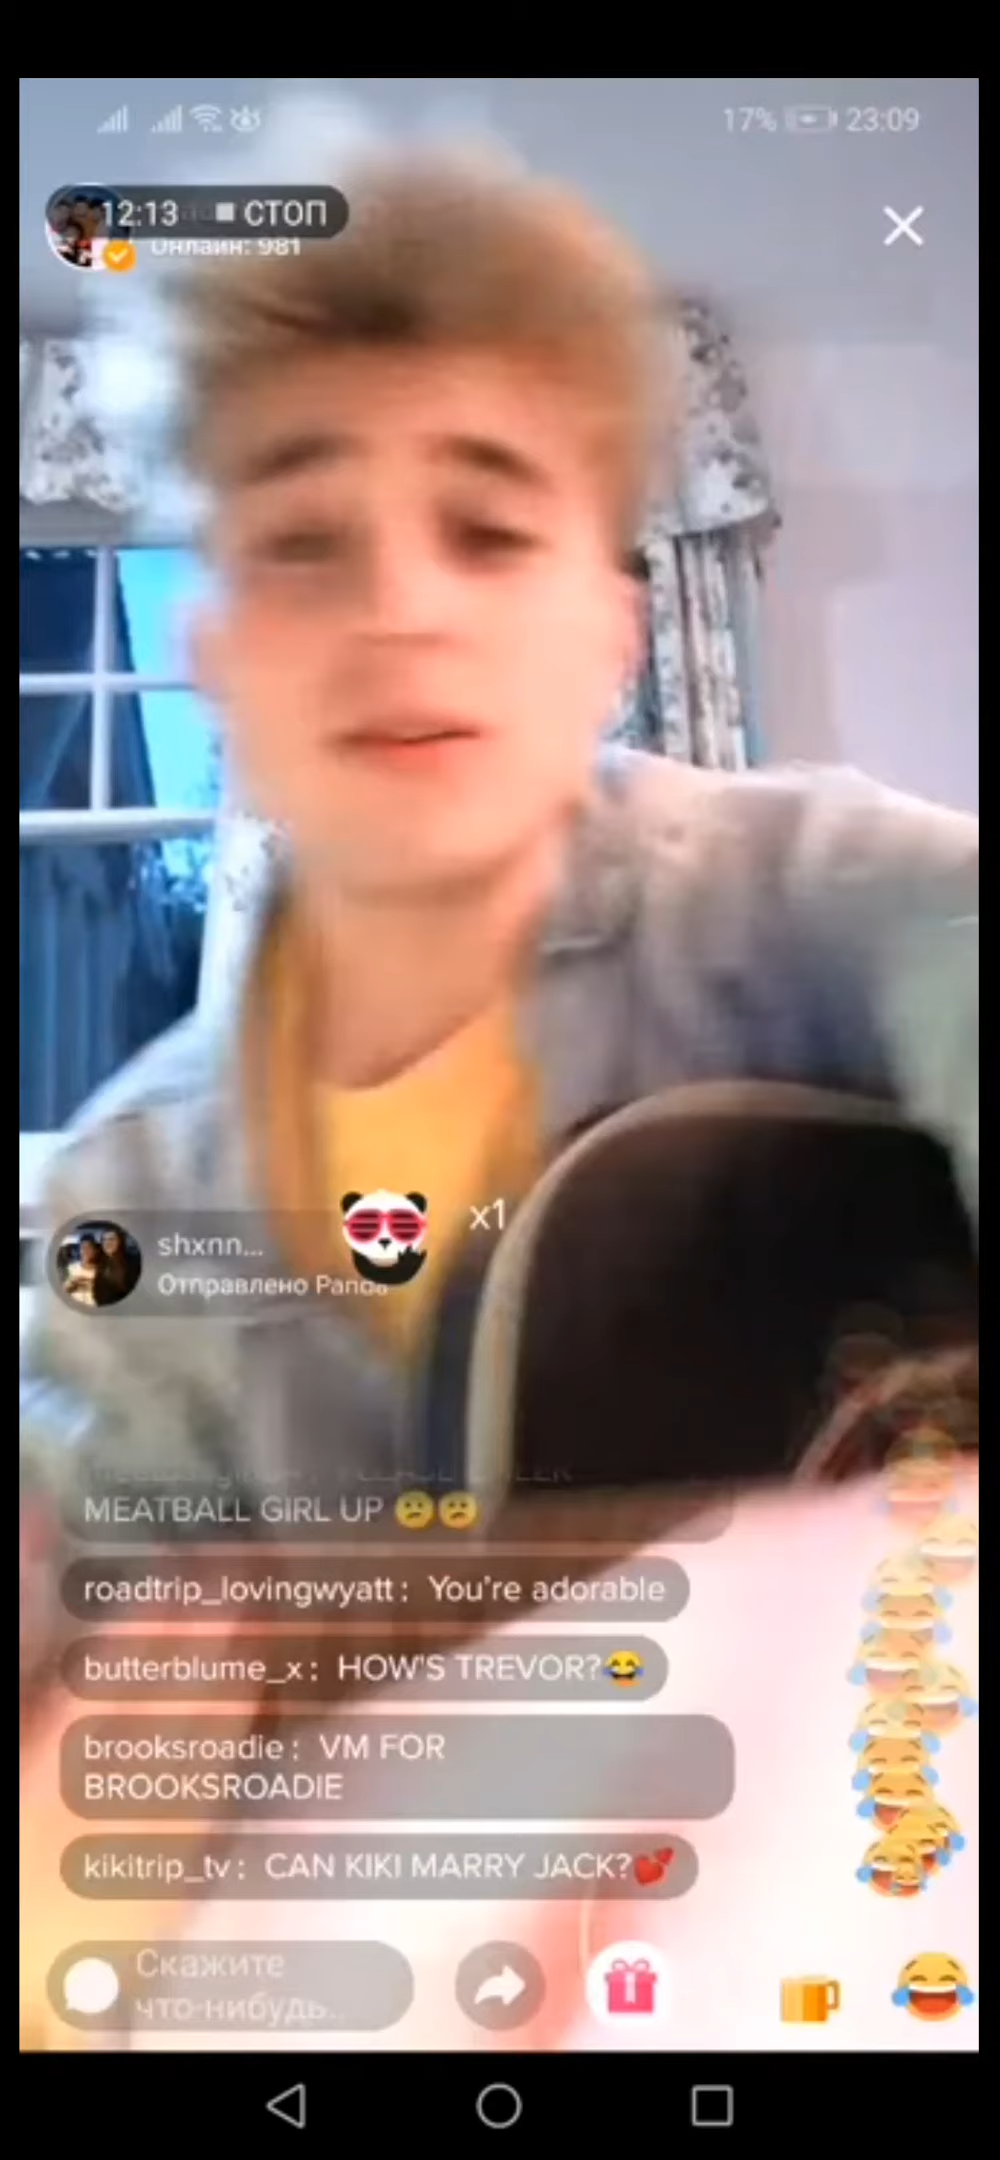 17% 23:09
12:13 СТОП
Онлайн: 981
shxnn...
x1
Отправлено Panda
MEATBALL GIRL UP 😕😕
roadtrip_lovingwyatt: You're adorable
butterblume_x: HOW'S TREVOR?😂
brooksroadie: VM FOR
BROOKSROADIE
kikitrip_tv: CAN KIKI MARRY JACK?💕
Скажите
что-нибудь...